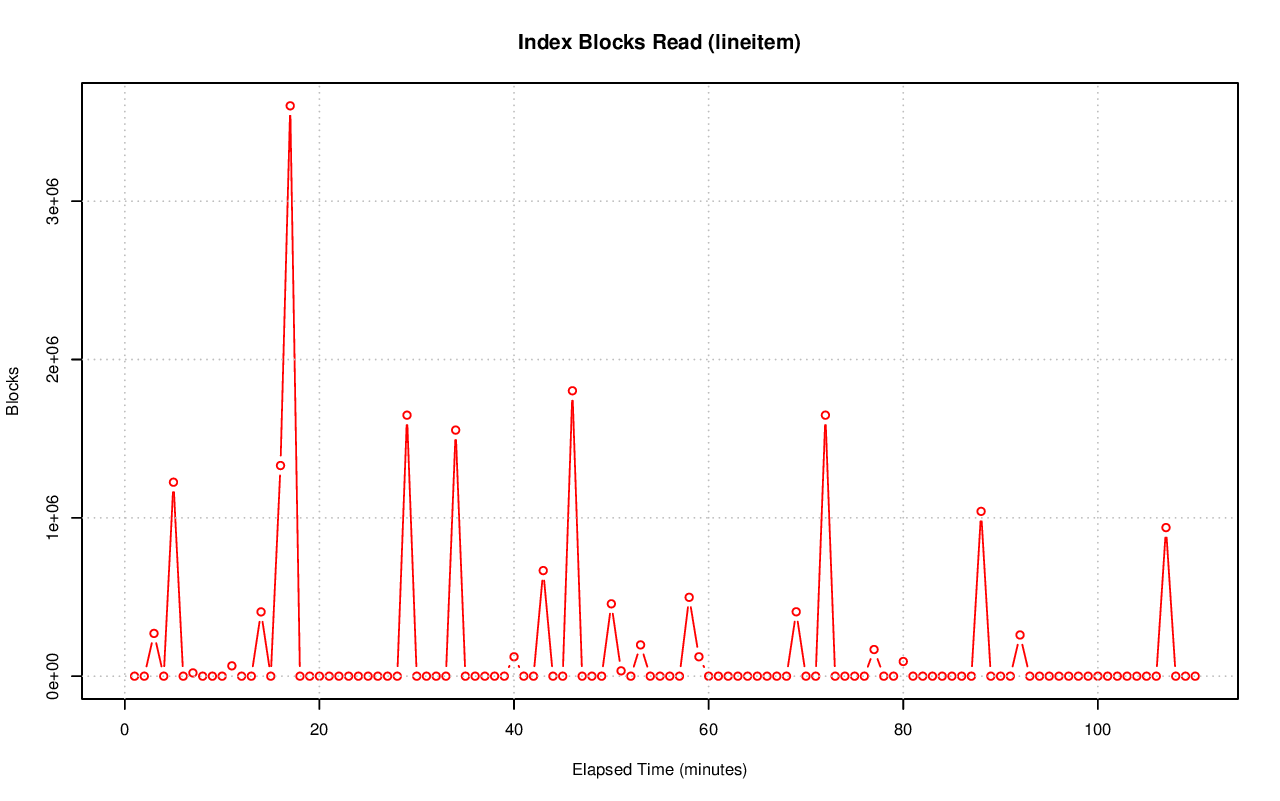 Index Blocks Read (lineitem)
Blocks
3e+06
2e+06
1e+06
0e+00
0 20 40 60 80 100
Elapsed Time (minutes)